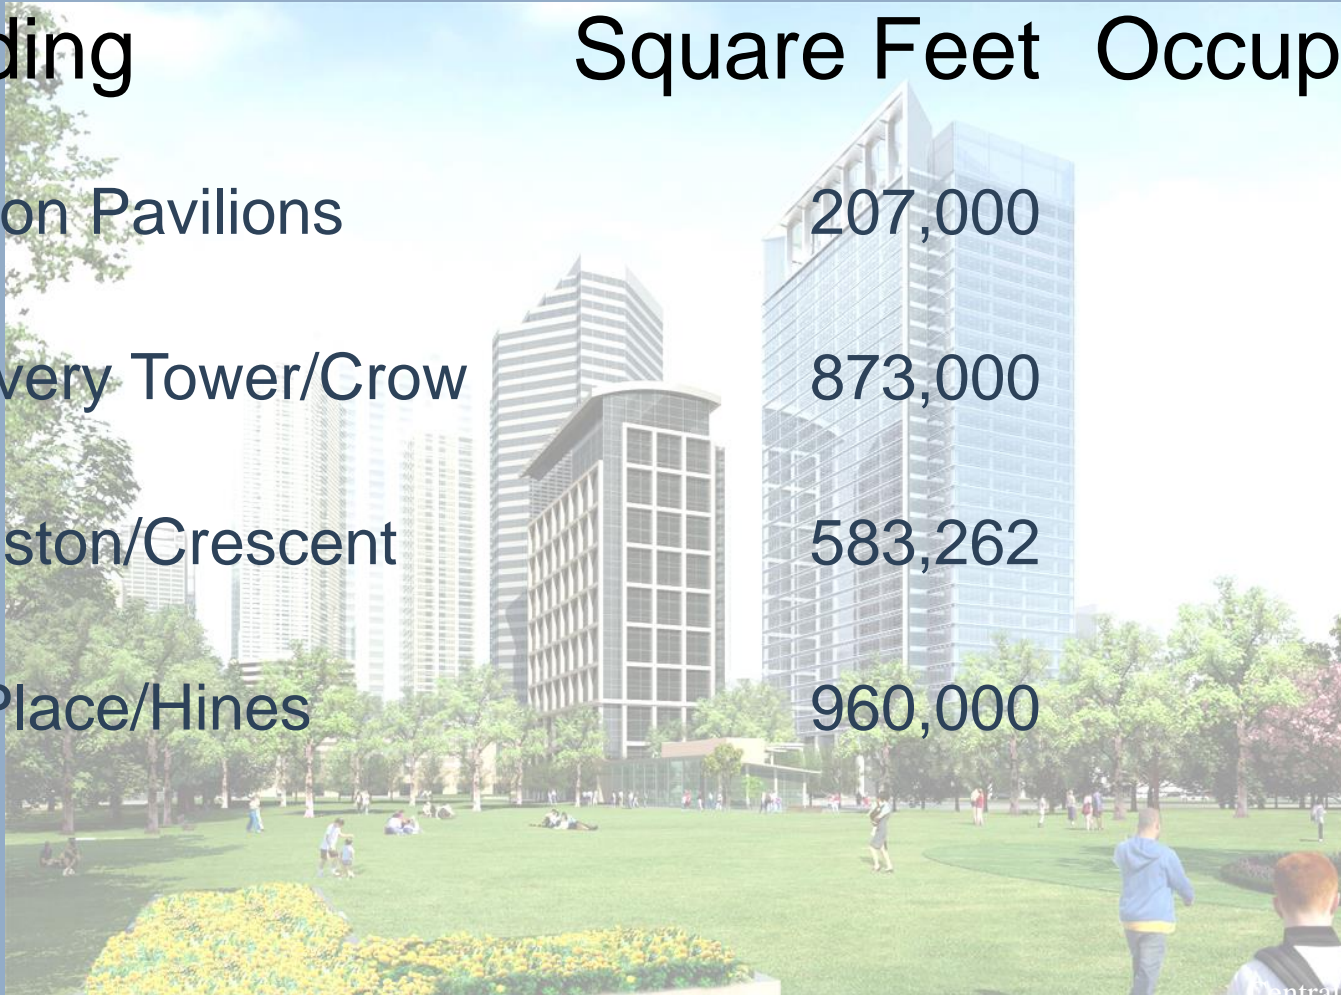 ding Square Feet Occup
on Pavilions 207,000
very Tower/Crow 873,000
ston/Crescent 583,262
Place/Hines 960,000
Central